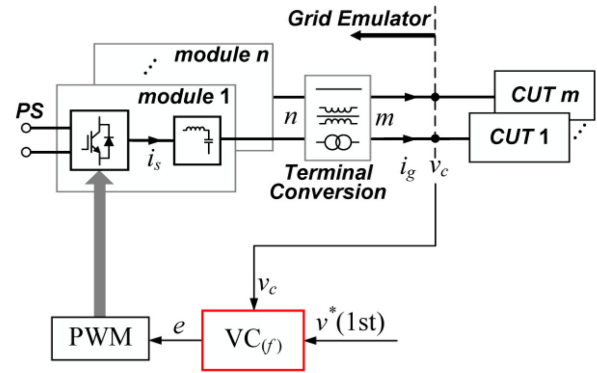 Grid Emulator
module n
module 1
PS
i_s
n
m
Terminal
Conversion
i_g
v_c
CUT m
CUT 1
v_c
PWM
e
VC(f)
v*(1st)